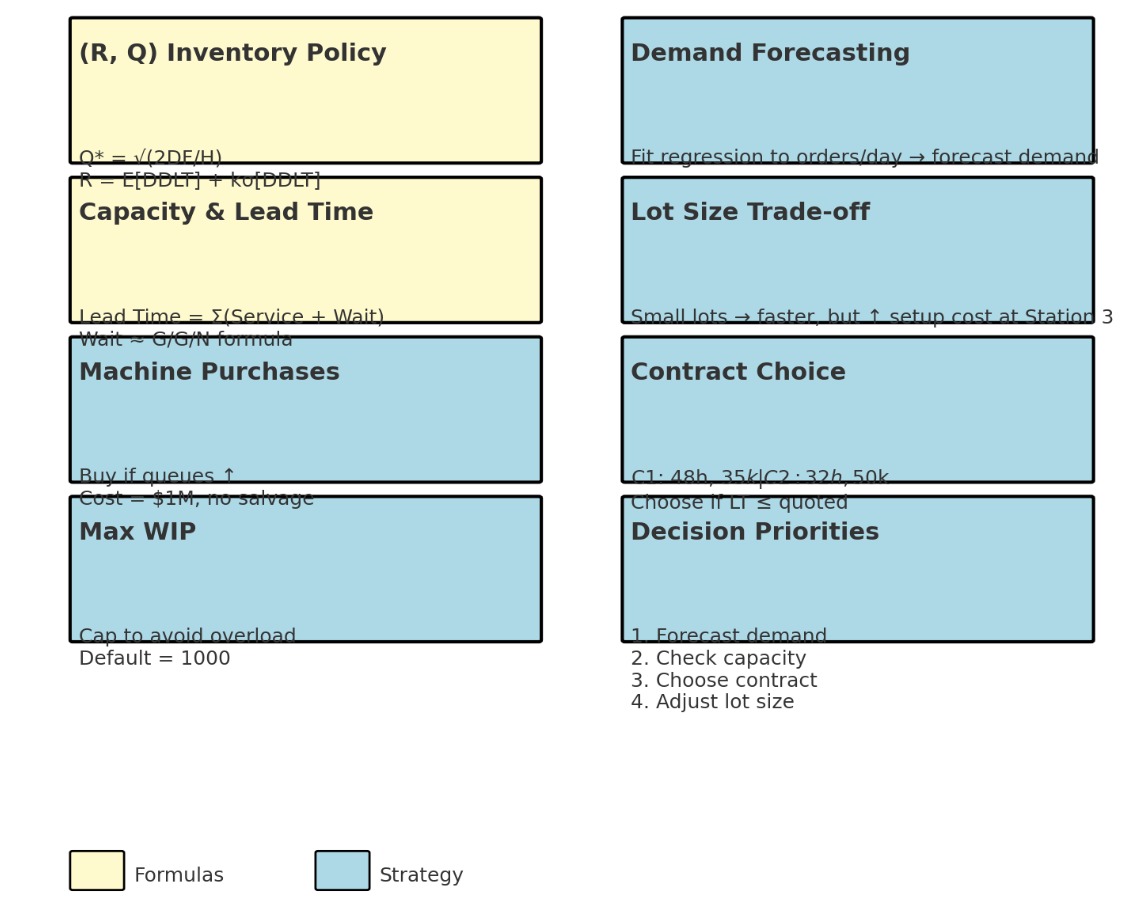 (R, Q) Inventory Policy
Q* = √(2DF/H)
R = E[DDLT] + kσ[DDLT]
Demand Forecasting
Fit regression to orders/day → forecast demand
Capacity & Lead Time
Lead Time = Σ(Service + Wait)
Wait ≈ G/G/N formula
Lot Size Trade-off
Small lots → faster, but ↑ setup cost at Station 3
Machine Purchases
Buy if queues ↑
Cost = $1M, no salvage
Contract Choice
C1: 48h, 35k|C2 : 32h, 50k
Choose if LT ≤ quoted
Max WIP
Cap to avoid overload
Default = 1000
Decision Priorities
1. Forecast demand
2. Check capacity
3. Choose contract
4. Adjust lot size
Formulas
Strategy